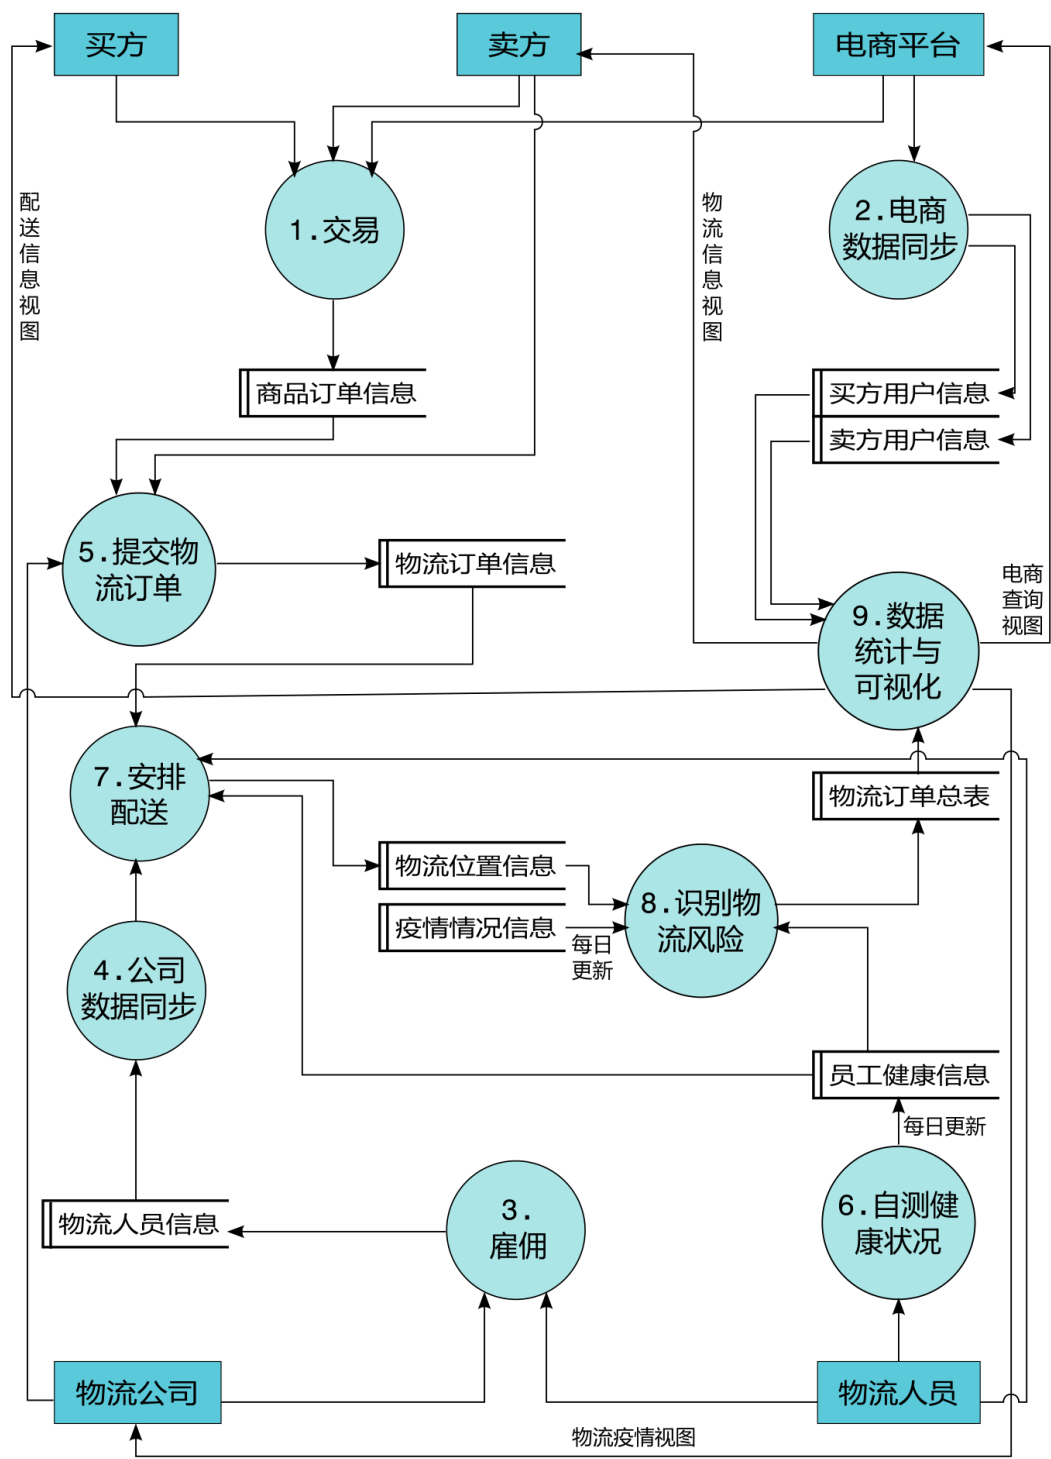 买方
卖方
电商平台
配送信息视图
物流信息视图
1.交易
2.电商
数据同步
商品订单信息
买方用户信息
卖方用户信息
5.提交物
流订单
物流订单信息
电商
查询
视图
9.数据
统计与
可视化
7.安排
配送
物流订单总表
物流位置信息
疫情情况信息
每日
更新
8.识别物
流风险
4.公司
数据同步
员工健康信息
每日更新
物流人员信息
3.
雇佣
6.自测健
康状况
物流公司
物流人员
物流疫情视图